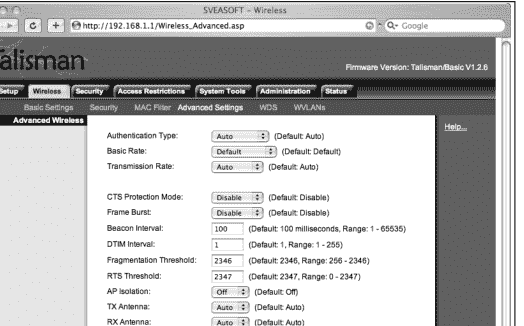 SVEASOFT - Wireless
http://192.168.1.1/Wireless_Advanced.asp
Google
Talisman
Firmware Version: Talisman/Basic V1.2.6
Setup Wireless Security Access Restrictions System Tools Administration Status
Basic Settings Security MAC Filter Advanced Settings WDS WVLANs
Advanced Wireless
Help...
Authentication Type: Auto (Default: Auto)
Basic Rate: Default (Default: Default)
Transmission Rate: Auto (Default: Auto)
CTS Protection Mode: Disable (Default: Disable)
Frame Burst: Disable (Default: Disable)
Beacon Interval: 100 (Default: 100 milliseconds, Range: 1 - 65535)
DTIM Interval: 1 (Default: 1, Range: 1 - 255)
Fragmentation Threshold: 2346 (Default: 2346, Range: 256 - 2346)
RTS Threshold: 2347 (Default: 2347, Range: 0 - 2347)
AP Isolation: Off (Default: Off)
TX Antenna: Auto (Default: Auto)
RX Antenna: Auto (Default: Auto)